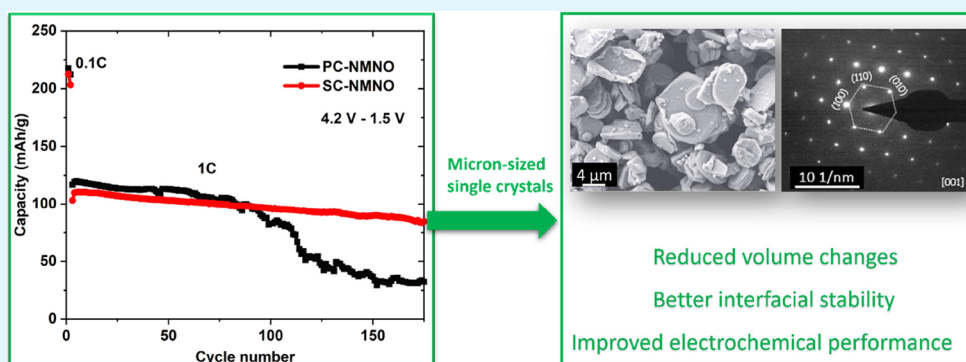 250
200
150
100
50
0
Capacity (mAh/g)
0.1C
PC-NMNO
SC-NMNO
4.2 V - 1.5 V
1C
0
50
100
150
Cycle number
Micron-sized
single crystals
4 μm
(100)
(110)
(010)
10 1/nm
[001]
Reduced volume changes
Better interfacial stability
Improved electrochemical performance